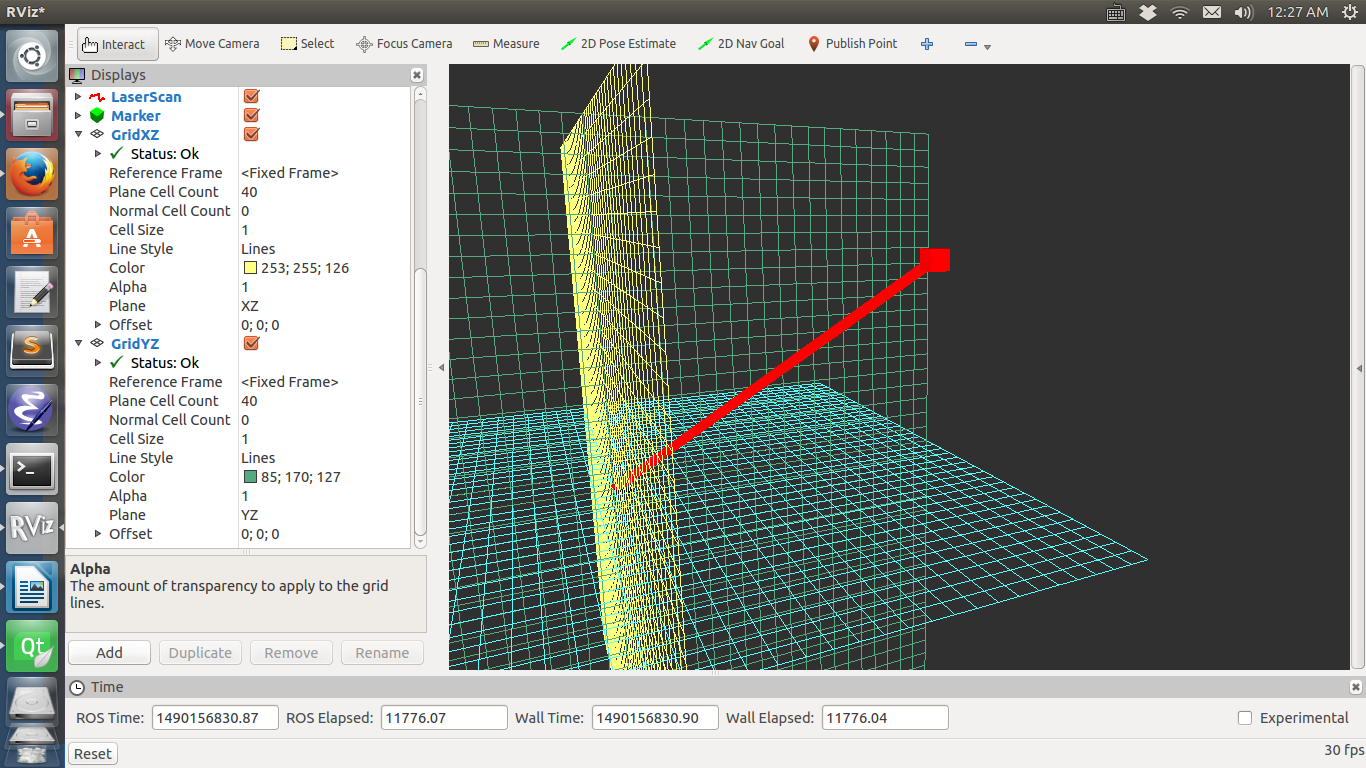 RViz*
12:27 AM
Interact
Move Camera
Select
Focus Camera
Measure
2D Pose Estimate
2D Nav Goal
Publish Point
Displays
LaserScan
Marker
GridXZ
Status: Ok
Reference Frame <Fixed Frame>
Plane Cell Count 40
Normal Cell Count 0
Cell Size 1
Line Style Lines
Color 253; 255; 126
Alpha 1
Plane XZ
Offset 0; 0; 0
GridYZ
Status: Ok
Reference Frame <Fixed Frame>
Plane Cell Count 40
Normal Cell Count 0
Cell Size 1
Line Style Lines
Color 85; 170; 127
Alpha 1
Plane YZ
Offset 0; 0; 0
Alpha
The amount of transparency to apply to the grid
lines.
Add Duplicate Remove Rename
Time
ROS Time: 1490156830.87 ROS Elapsed: 11776.07 Wall Time: 1490156830.90 Wall Elapsed: 11776.04 Experimental
Reset
30 fps
A
S
>_
RViz
Qt